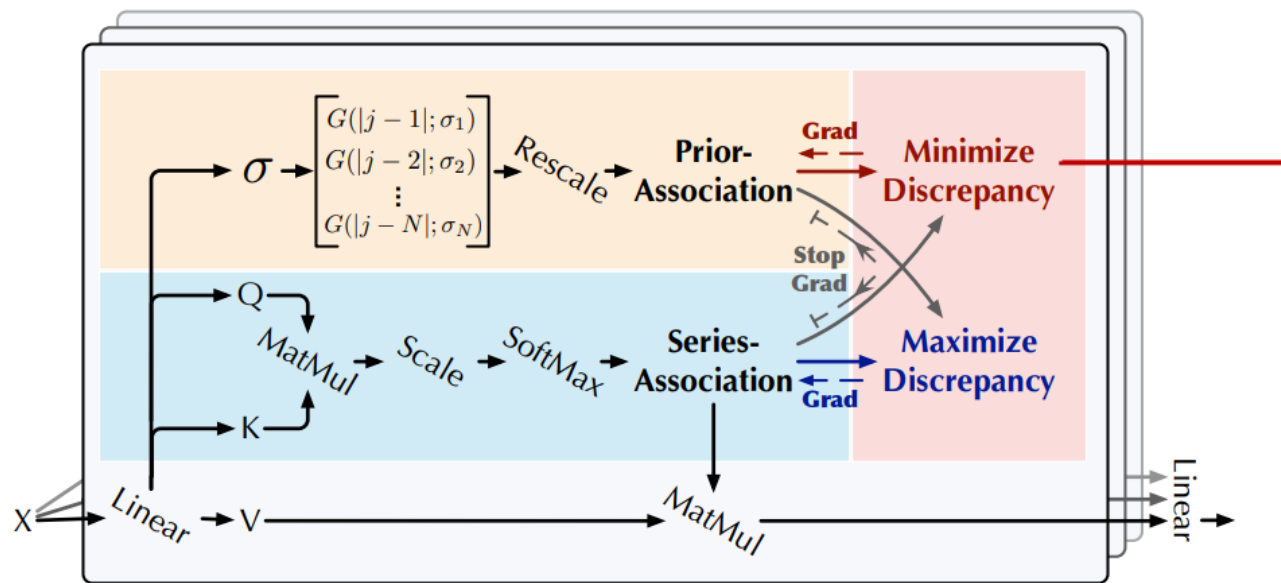 σ
G(|j − 1|; σ₁)
G(|j − 2|; σ₂)
⋮
G(|j − N|; σ_N)
Rescale
Prior-
Association
Grad
Minimize
Discrepancy
Stop
Grad
Q
MatMul
K
Scale
SoftMax
Series-
Association
Grad
Maximize
Discrepancy
X
Linear
V
MatMul
Linear